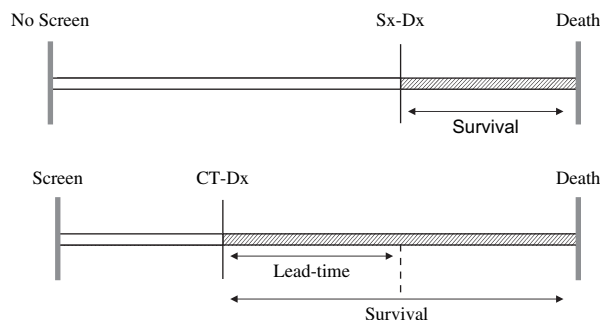 No Screen Sx-Dx Death
Survival
Screen CT-Dx Death
Lead-time
Survival